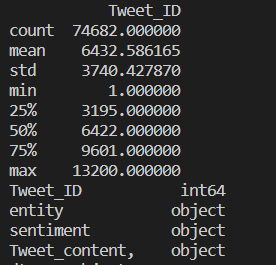 Tweet_ID
count 74682.000000
mean 6432.586165
std 3740.427870
min 1.000000
25% 3195.000000
50% 6422.000000
75% 9601.000000
max 13200.000000
Tweet_ID int64
entity object
sentiment object
Tweet_content, object